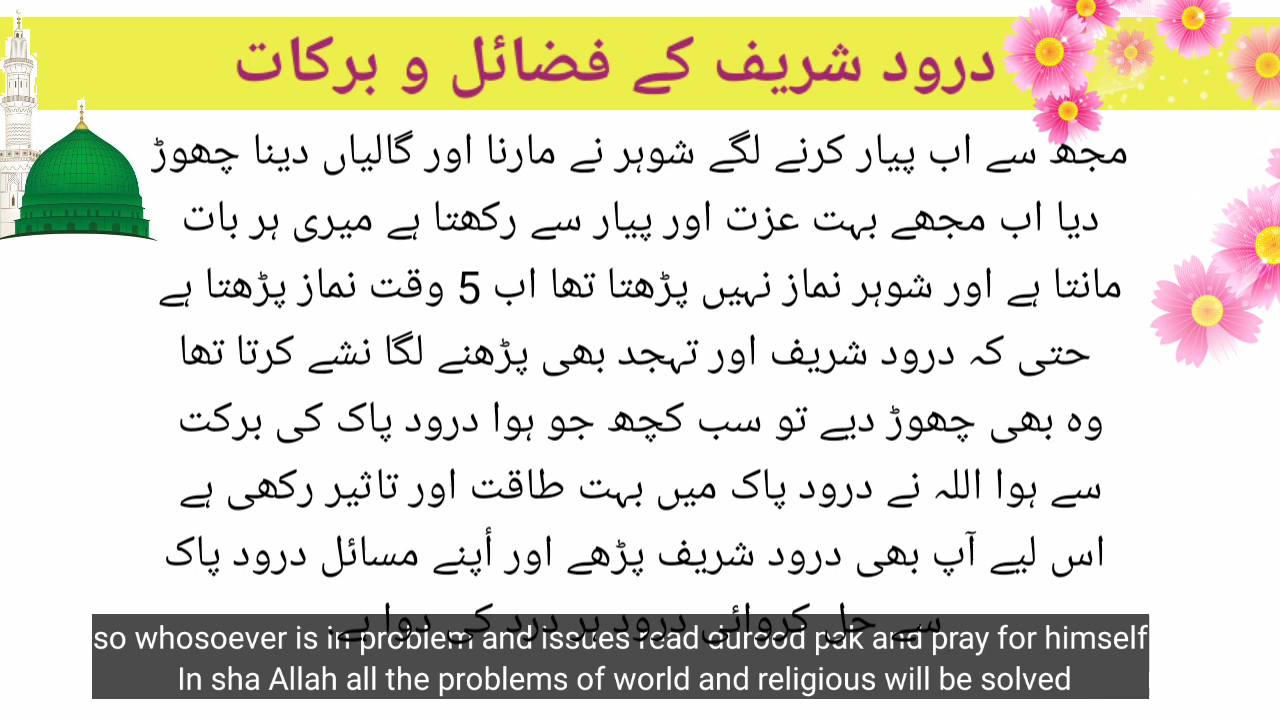 درود شریف کے فضائل و برکات
مجھ سے اب پیار کرنے لگے شوہر نے مارنا اور گالیاں دینا چھوڑ
دیا اب مجھے بہت عزت اور پیار سے رکھتا ہے میری ہر بات
مانتا ہے اور شوہر نماز نہیں پڑھتا تھا اب 5 وقت نماز پڑھتا ہے
حتی کہ درود شریف اور تہجد بھی پڑھنے لگا نشے کرتا تھا
وہ بھی چھوڑ دیے تو سب کچھ جو ہوا درود پاک کی برکت
سے ہوا اللہ نے درود پاک میں بہت طاقت اور تاثیر رکھی ہے
اس لیے آپ بھی درود شریف پڑھے اور أپنے مسائل درود پاک
سے حل کروائی درود ہر درد کی دوا ہے.
so whosoever is in problem and issues read durood pak and pray for himself
In sha Allah all the problems of world and religious will be solved